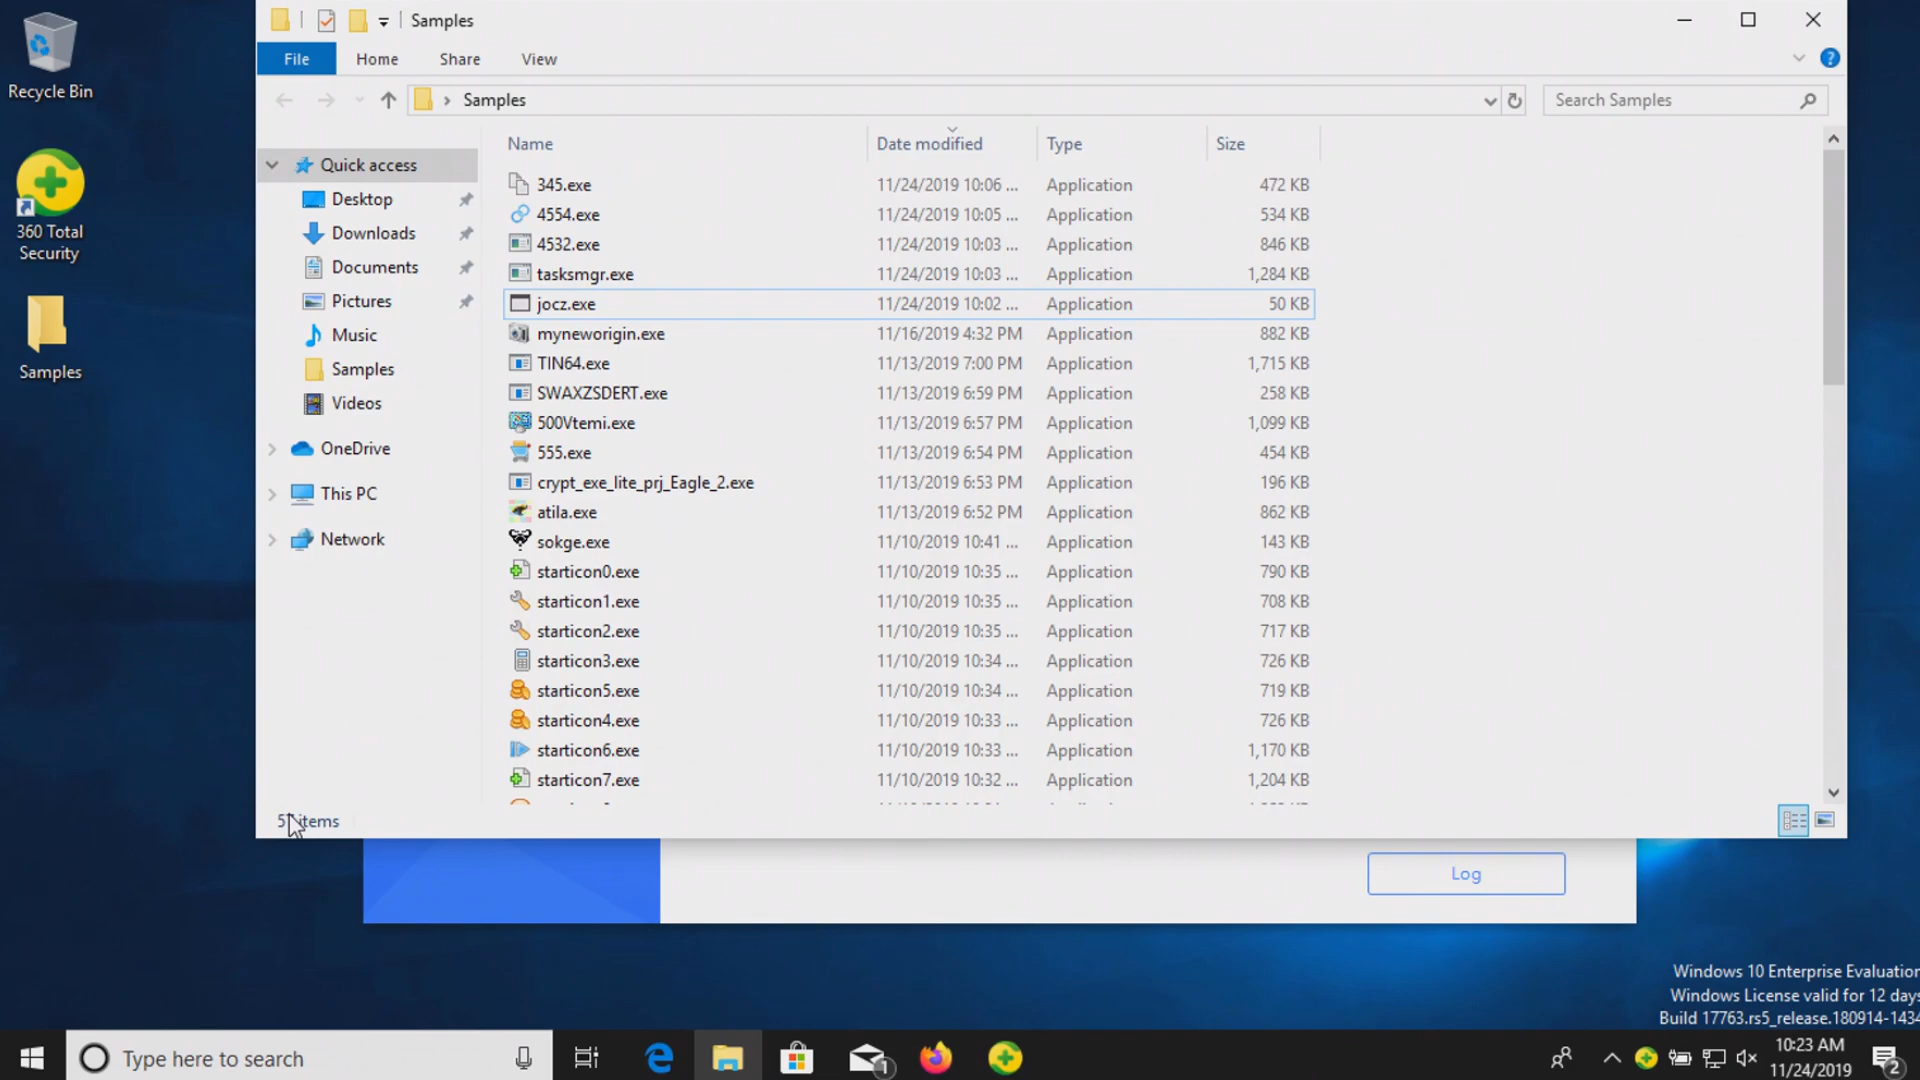 Samples
File Home Share View
Samples
Search Samples
Name Date modified Type Size
Quick access
Desktop
Downloads
Documents
Pictures
Music
Samples
Videos
OneDrive
This PC
Network
345.exe 11/24/2019 10:06 ... Application 472 KB
4554.exe 11/24/2019 10:05 ... Application 534 KB
4532.exe 11/24/2019 10:03 ... Application 846 KB
tasksmgr.exe 11/24/2019 10:03 ... Application 1,284 KB
jocz.exe 11/24/2019 10:02 ... Application 50 KB
myneworigin.exe 11/16/2019 4:32 PM Application 882 KB
TIN64.exe 11/13/2019 7:00 PM Application 1,715 KB
SWAXZSDERT.exe 11/13/2019 6:59 PM Application 258 KB
500Vtemi.exe 11/13/2019 6:57 PM Application 1,099 KB
555.exe 11/13/2019 6:54 PM Application 454 KB
crypt_exe_lite_prj_Eagle_2.exe 11/13/2019 6:53 PM Application 196 KB
atila.exe 11/13/2019 6:52 PM Application 862 KB
sokge.exe 11/10/2019 10:41 ... Application 143 KB
starticon0.exe 11/10/2019 10:35 ... Application 790 KB
starticon1.exe 11/10/2019 10:35 ... Application 708 KB
starticon2.exe 11/10/2019 10:35 ... Application 717 KB
starticon3.exe 11/10/2019 10:34 ... Application 726 KB
starticon5.exe 11/10/2019 10:34 ... Application 719 KB
starticon4.exe 11/10/2019 10:33 ... Application 726 KB
starticon6.exe 11/10/2019 10:33 ... Application 1,170 KB
starticon7.exe 11/10/2019 10:32 ... Application 1,204 KB
items
Recycle Bin
360 Total
Security
Samples
Log
Windows 10 Enterprise Evaluation
Windows License valid for 12 days
Build 17763.rs5_release.180914-1434
Type here to search
1
10:23 AM
11/24/2019
2